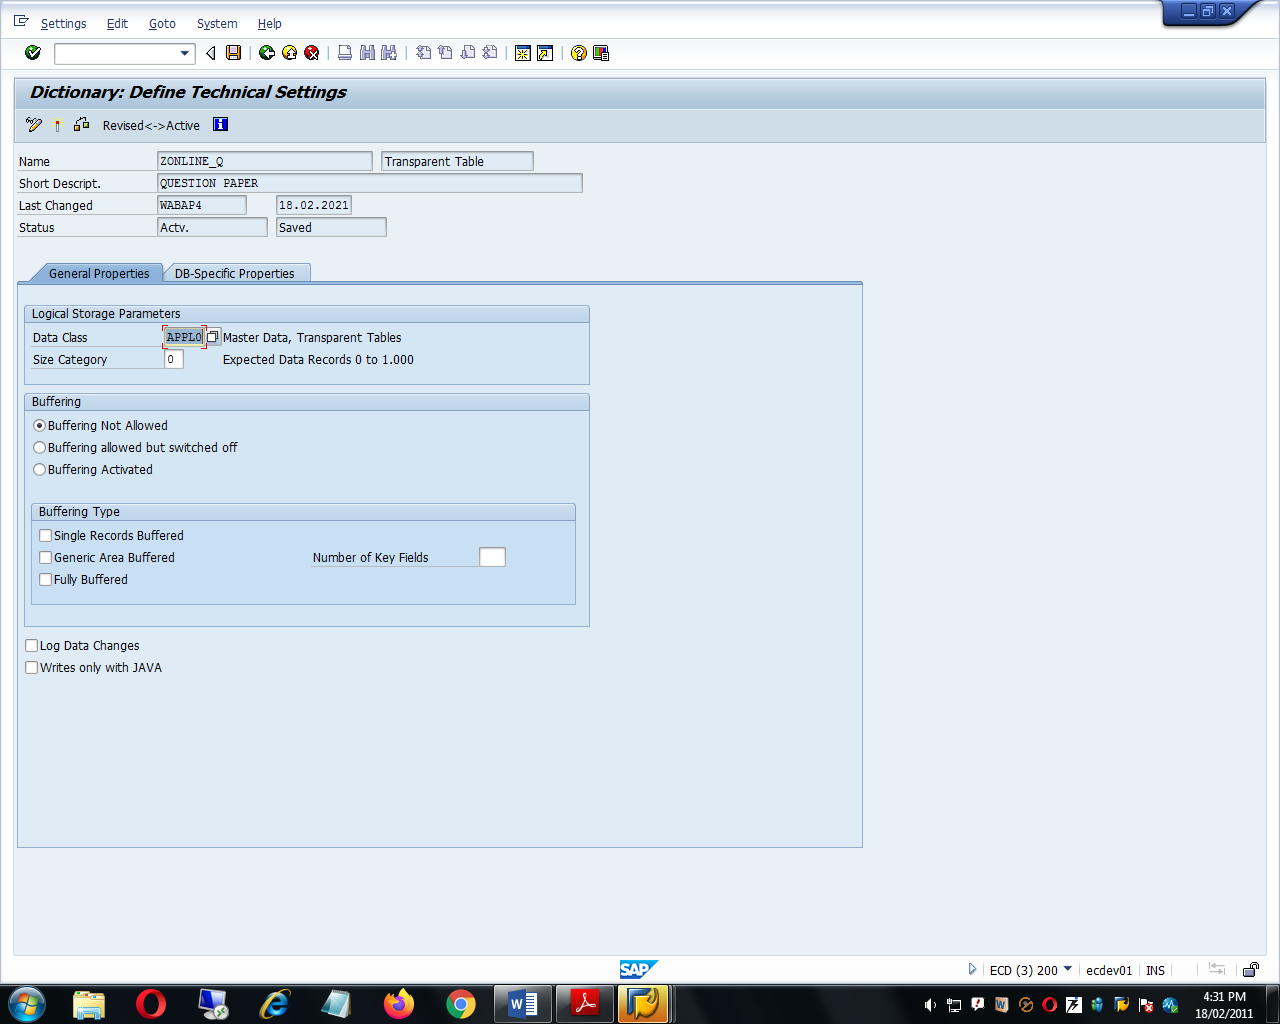 Settings Edit Goto System Help
Dictionary: Define Technical Settings
Revised<->Active
Name ZONLINE_Q Transparent Table
Short Descript. QUESTION PAPER
Last Changed WABAP4 18.02.2021
Status Actv. Saved
General Properties DB-Specific Properties
Logical Storage Parameters
Data Class APPL0 Master Data, Transparent Tables
Size Category 0 Expected Data Records 0 to 1.000
Buffering
Buffering Not Allowed
Buffering allowed but switched off
Buffering Activated
Buffering Type
Single Records Buffered
Generic Area Buffered Number of Key Fields
Fully Buffered
Log Data Changes
Writes only with JAVA
SAP ECD (3) 200 ecdev01 INS
4:31 PM
18/02/2011